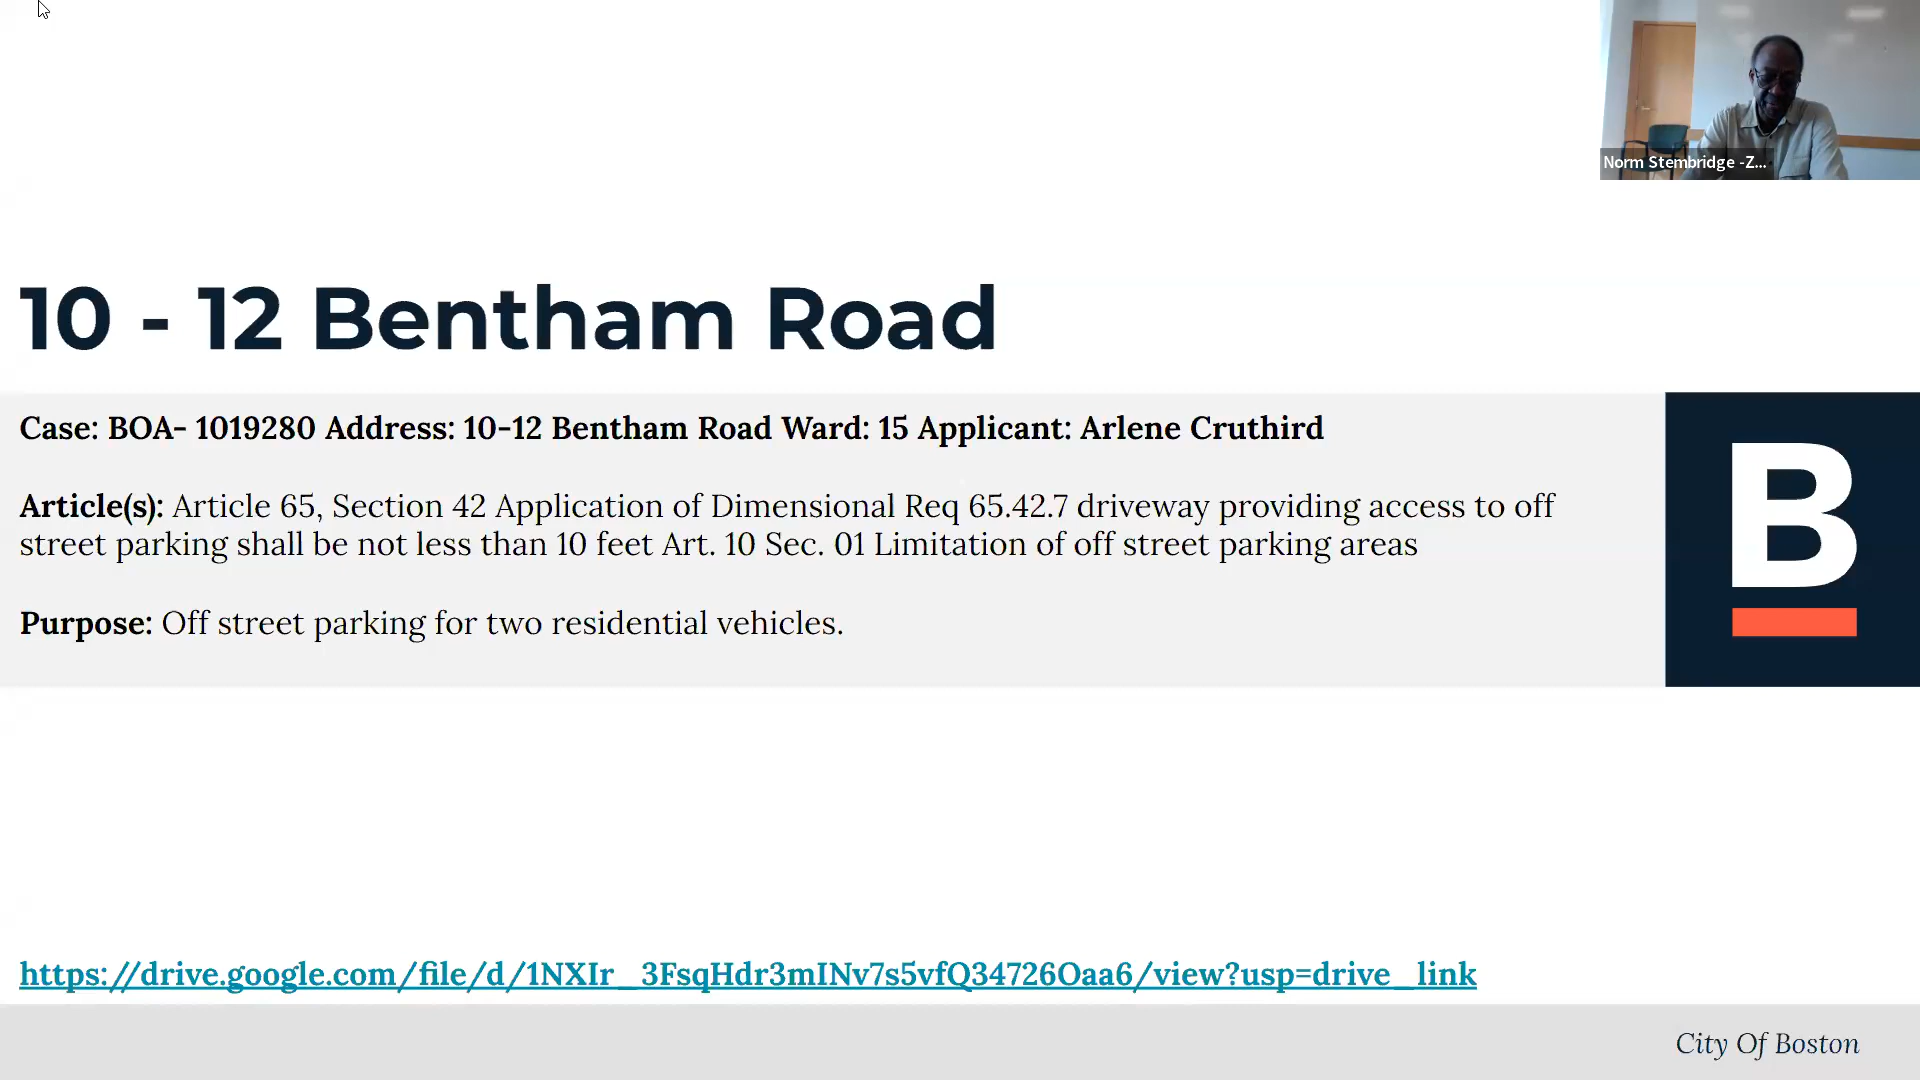 Norm Stembridge -Z...
10 - 12 Bentham Road
Case: BOA- 1019280 Address: 10-12 Bentham Road Ward: 15 Applicant: Arlene Cruthird
Article(s): Article 65, Section 42 Application of Dimensional Req 65.42.7 driveway providing access to off
street parking shall be not less than 10 feet Art. 10 Sec. 01 Limitation of off street parking areas
Purpose: Off street parking for two residential vehicles.
B
https://drive.google.com/file/d/1NXIr_3FsqHdr3mINv7s5vfQ34726Oaa6/view?usp=drive_link
City Of Boston